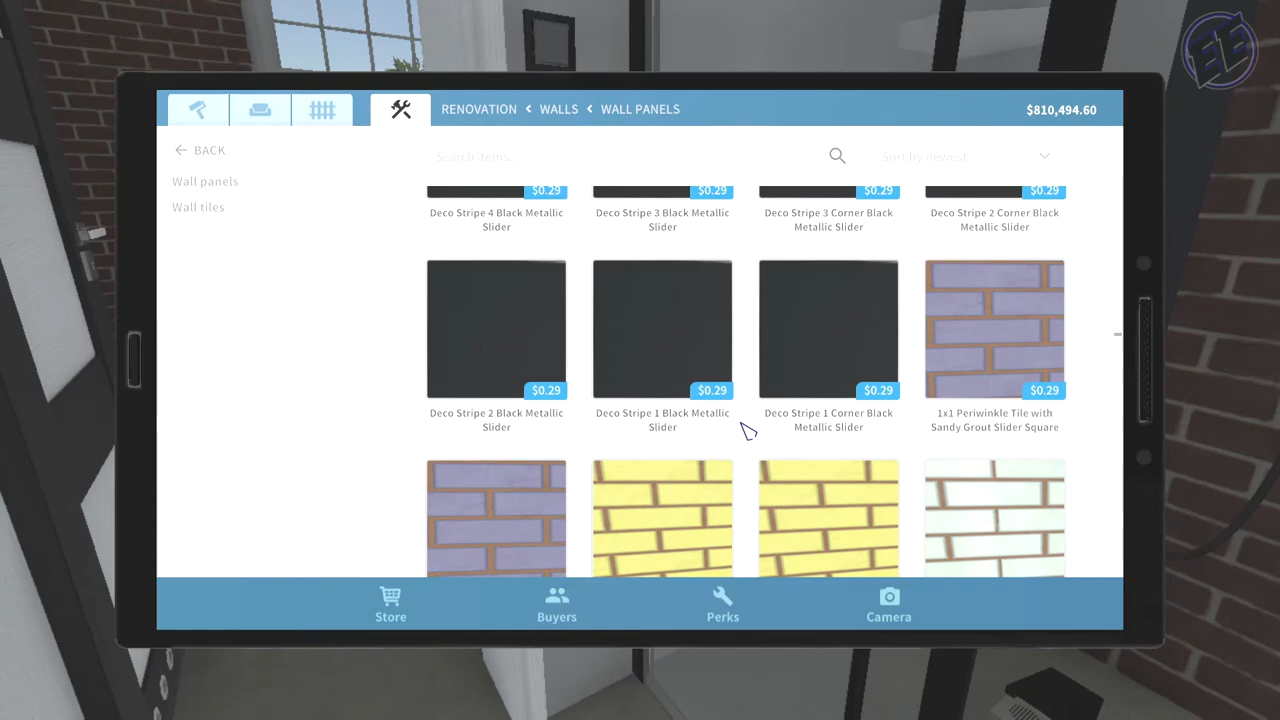 RENOVATION < WALLS < WALL PANELS
$810,494.60
BACK
Search items...
Sort by newest
Wall panels
Wall tiles
$0.29 $0.29 $0.29 $0.29
Deco Stripe 4 Black Metallic
Slider
Deco Stripe 3 Black Metallic
Slider
Deco Stripe 3 Corner Black
Metallic Slider
Deco Stripe 2 Corner Black
Metallic Slider
$0.29 $0.29 $0.29 $0.29
Deco Stripe 2 Black Metallic
Slider
Deco Stripe 1 Black Metallic
Slider
Deco Stripe 1 Corner Black
Metallic Slider
1x1 Periwinkle Tile with
Sandy Grout Slider Square
Store
Buyers
Perks
Camera
EE